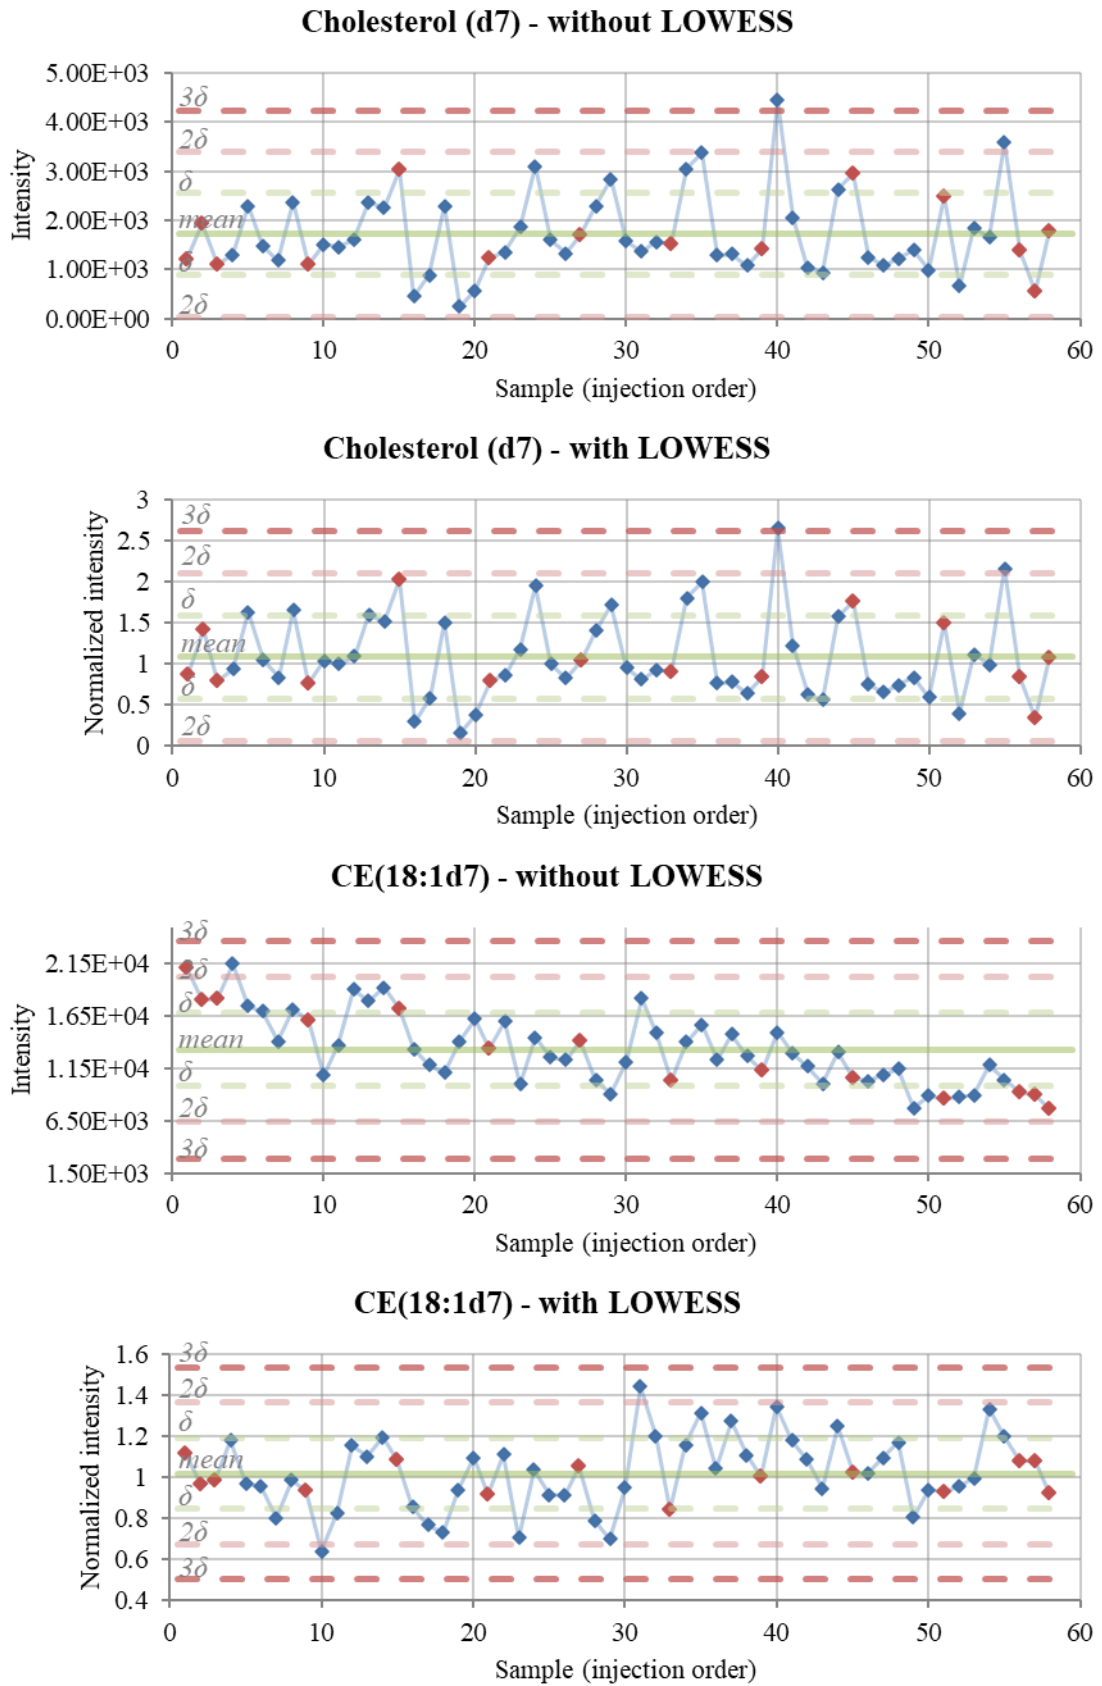 Cholesterol (d7) - without LOWESS
5.00E+03
3δ
4.00E+03
2δ
3.00E+03
δ
2.00E+03
mean
1.00E+03
δ
2δ
0.00E+00
Intensity
0 10 20 30 40 50 60
Sample (injection order)
Cholesterol (d7) - with LOWESS
3
3δ
2.5
2δ
2
δ
1.5
mean
1
δ
0.5
2δ
0
Normalized intensity
0 10 20 30 40 50 60
Sample (injection order)
CE(18:1d7) - without LOWESS
3δ
2.15E+04
2δ
δ
1.65E+04
mean
1.15E+04
δ
2δ
6.50E+03
3δ
1.50E+03
Intensity
0 10 20 30 40 50 60
Sample (injection order)
CE(18:1d7) - with LOWESS
1.6
3δ
2δ
1.4
δ
1.2
mean
1
δ
0.8
2δ
0.6
3δ
0.4
Normalized intensity
0 10 20 30 40 50 60
Sample (injection order)